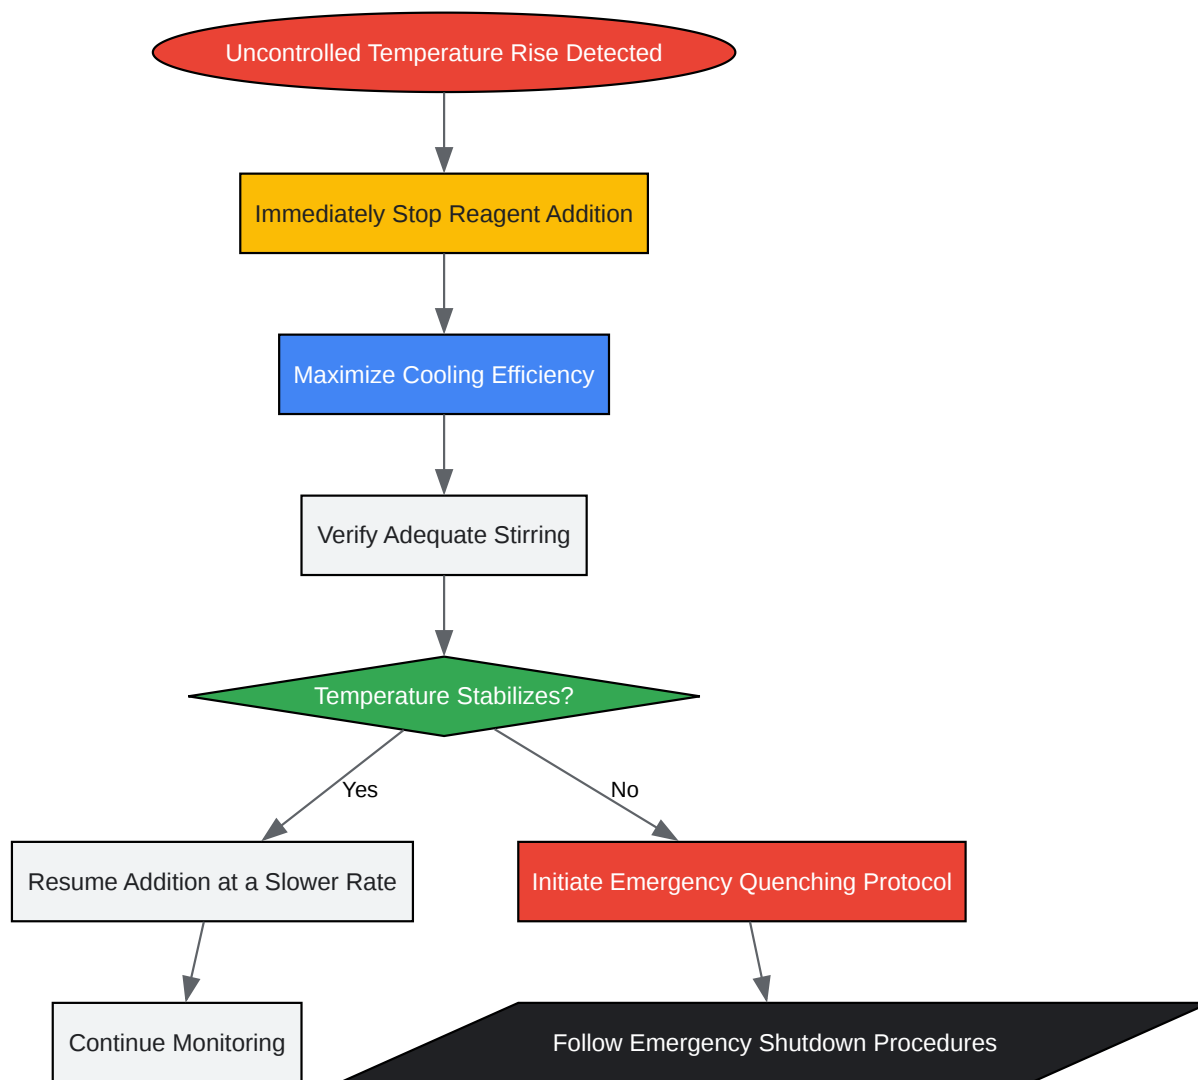 Uncontrolled Temperature Rise Detected
Immediately Stop Reagent Addition
Maximize Cooling Efficiency
Verify Adequate Stirring
Temperature Stabilizes?
Yes
No
Resume Addition at a Slower Rate
Initiate Emergency Quenching Protocol
Continue Monitoring
Follow Emergency Shutdown Procedures